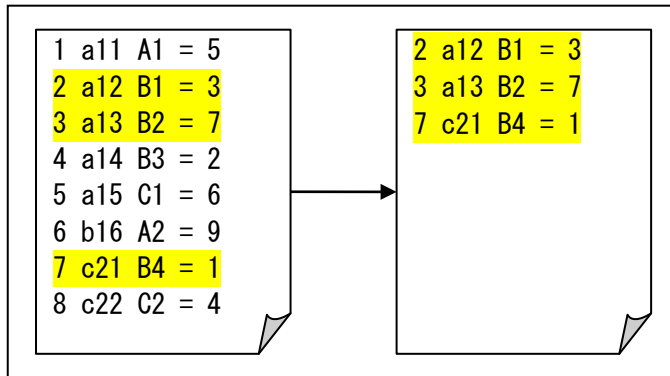 1 a11 A1 = 5
2 a12 B1 = 3
3 a13 B2 = 7
4 a14 B3 = 2
5 a15 C1 = 6
6 b16 A2 = 9
7 c21 B4 = 1
8 c22 C2 = 4
2 a12 B1 = 3
3 a13 B2 = 7
7 c21 B4 = 1